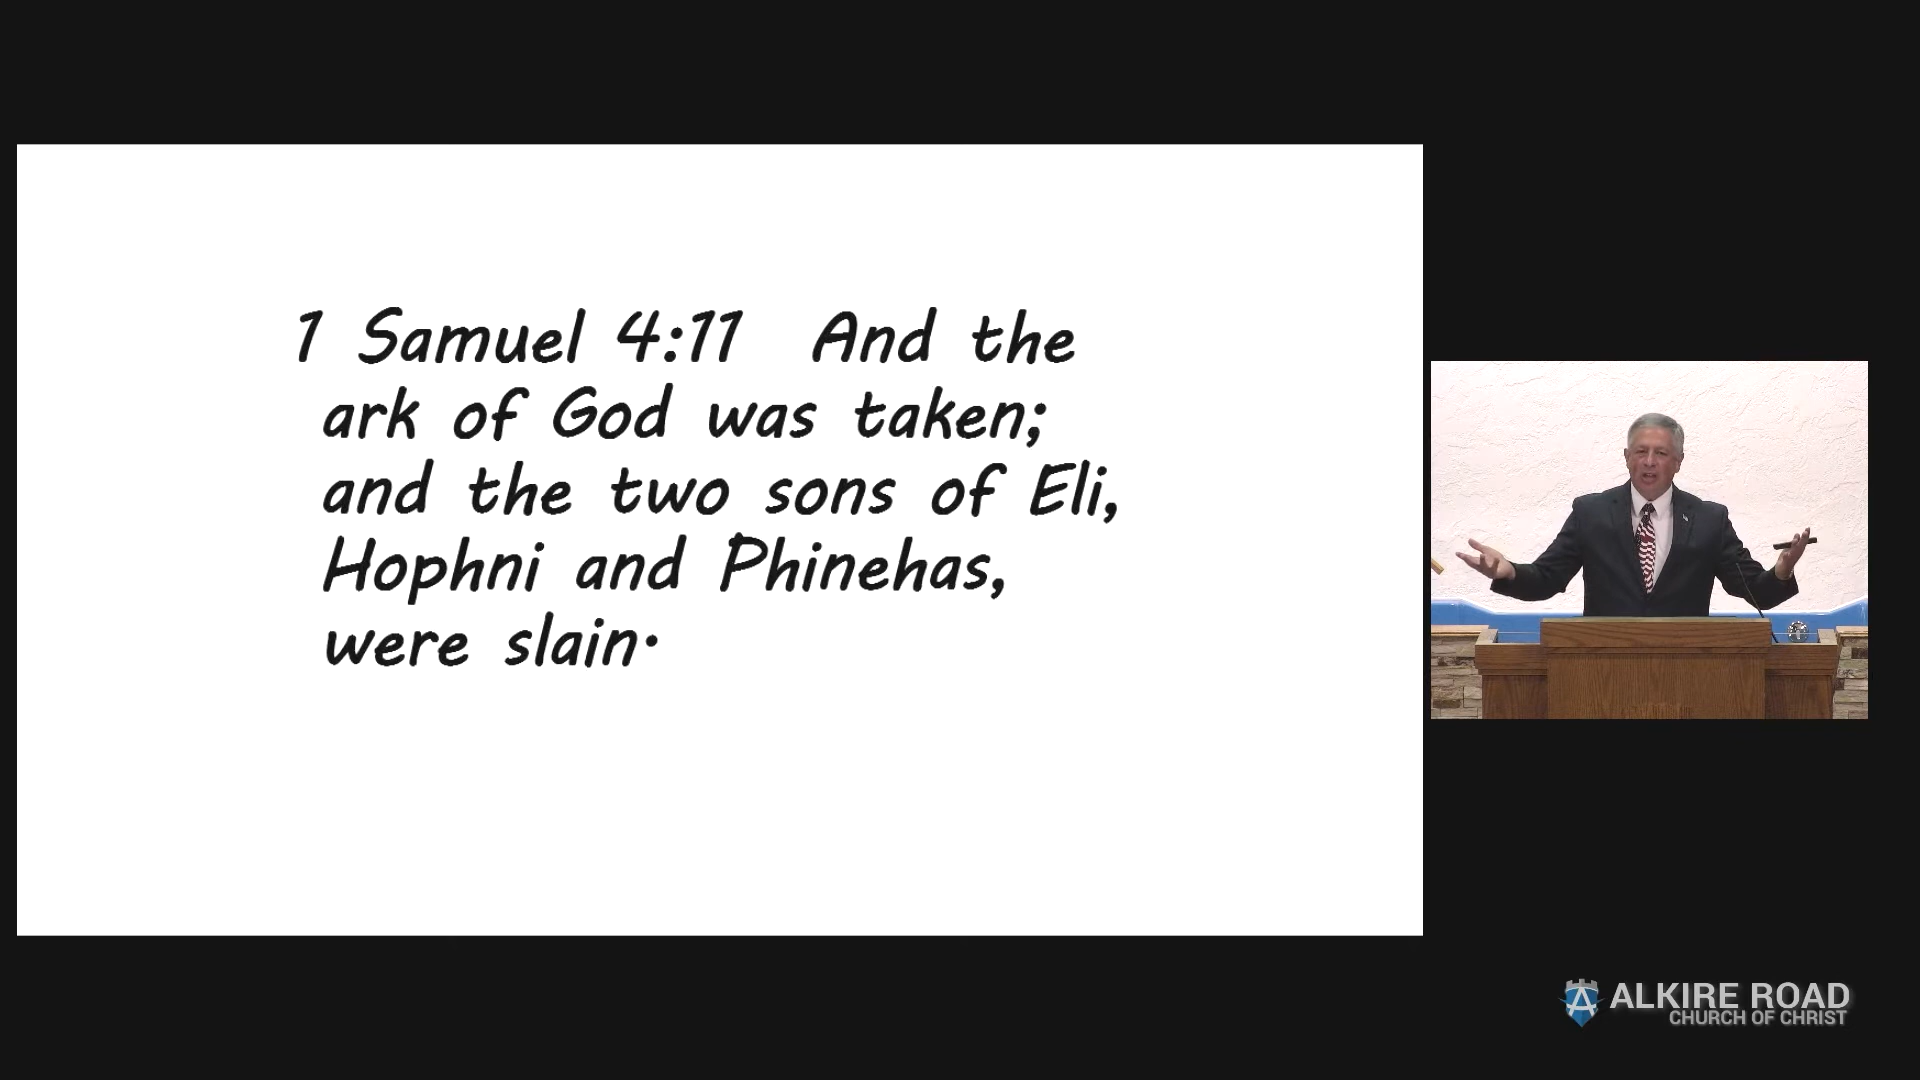 1 Samuel 4:11 And the
ark of God was taken;
and the two sons of Eli,
Hophni and Phinehas,
were slain.
ALKIRE ROAD
CHURCH OF CHRIST